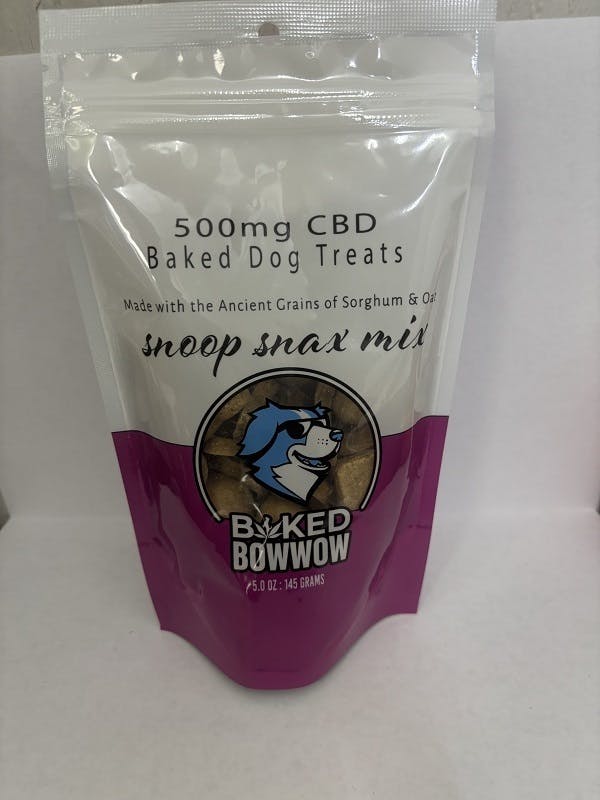 500mg CBD
Baked Dog Treats
Made with the Ancient Grains of Sorghum & Oat
snoop snax mix
BAKED
BOWWOW
5.0 OZ : 145 GRAMS